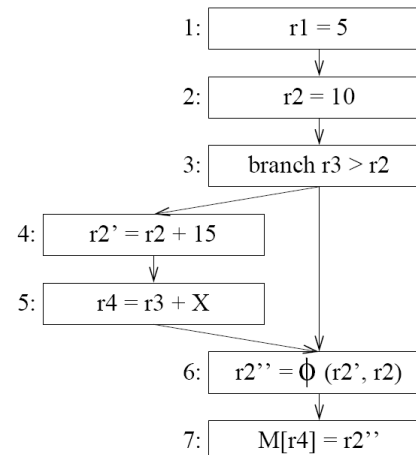 1: r1 = 5
2: r2 = 10
3: branch r3 > r2
4: r2’ = r2 + 15
5: r4 = r3 + X
6: r2’’ = ϕ (r2’, r2)
7: M[r4] = r2’’